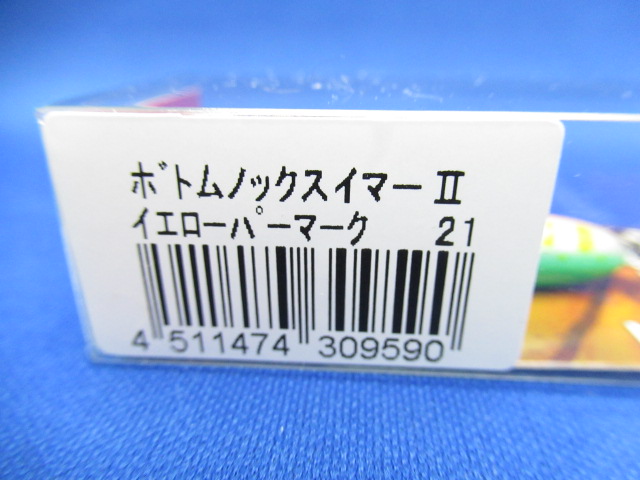 ﾎﾞﾄﾑﾉｯｸｽｲﾏｰⅡ
ｲｴﾛｰﾊﾟｰﾏｰｸ 21
4 511474 309590